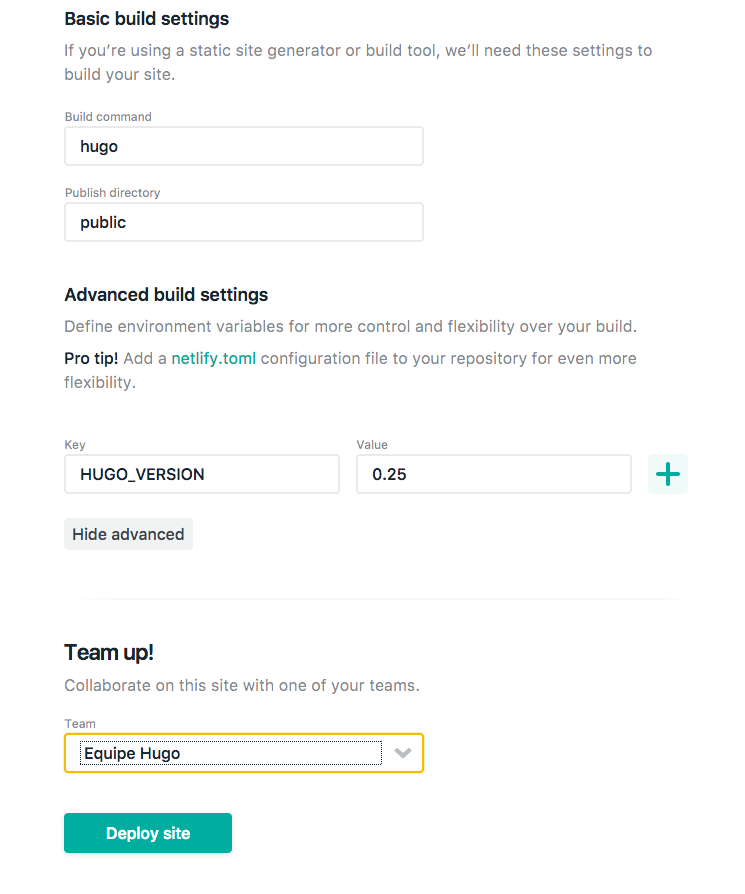 Basic build settings
If you’re using a static site generator or build tool, we’ll need these settings to
build your site.
Build command
hugo
Publish directory
public
Advanced build settings
Define environment variables for more control and flexibility over your build.
Pro tip! Add a netlify.toml configuration file to your repository for even more
flexibility.
Key Value
HUGO_VERSION 0.25
Hide advanced
Team up!
Collaborate on this site with one of your teams.
Team
Equipe Hugo
Deploy site